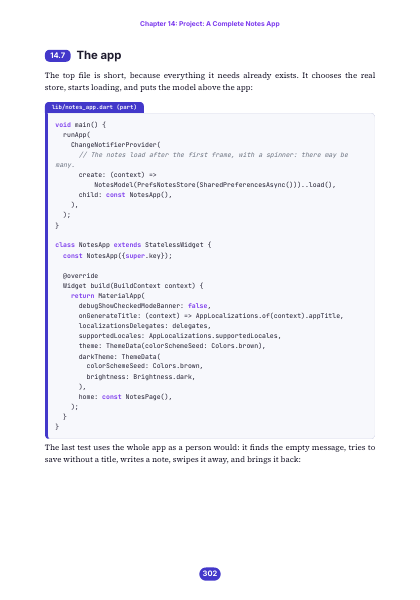 Chapter 14: Project: A Complete Notes App
14.7 The app
The top file is short, because everything it needs already exists. It chooses the real
store, starts loading, and puts the model above the app:
lib/notes_app.dart (part)
void main() {
  runApp(
    ChangeNotifierProvider(
      // The notes load after the first frame, with a spinner: there may be
many.
      create: (context) =>
          NotesModel(PrefsNotesStore(SharedPreferencesAsync()))..load(),
      child: const NotesApp(),
    ),
  );
}
class NotesApp extends StatelessWidget {
  const NotesApp({super.key});
  @override
  Widget build(BuildContext context) {
    return MaterialApp(
      debugShowCheckedModeBanner: false,
      onGenerateTitle: (context) => AppLocalizations.of(context).appTitle,
      localizationsDelegates: delegates,
      supportedLocales: AppLocalizations.supportedLocales,
      theme: ThemeData(colorSchemeSeed: Colors.brown),
      darkTheme: ThemeData(
        colorSchemeSeed: Colors.brown,
        brightness: Brightness.dark,
      ),
      home: const NotesPage(),
    );
  }
}
The last test uses the whole app as a person would: it finds the empty message, tries to
save without a title, writes a note, swipes it away, and brings it back:
302